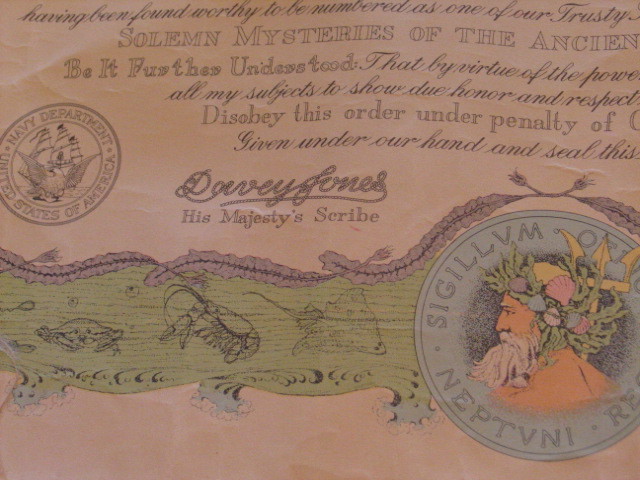 having been found worthy to be numbered as one of our Trusty
SOLEMN MYSTERIES OF THE ANCIEN
Be It Further Understood: That by virtue of the powe
all my subjects to show due honor and respect
Disobey this order under penalty of
Given under our hand and seal this
NAVY DEPARTMENT
UNITED STATES OF AMERICA
Davey Jones
His Majesty's Scribe
SIGILLVM
NEPTVNI